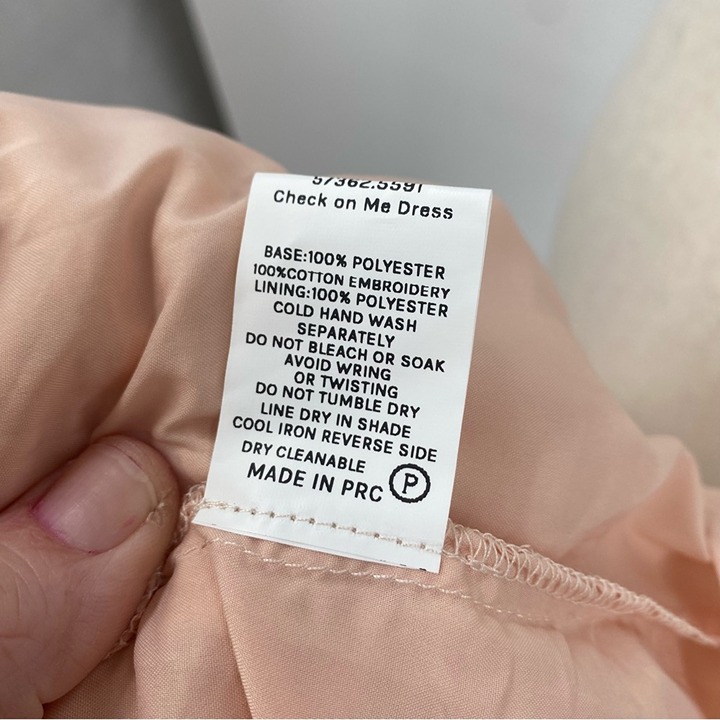 57362.5591
Check on Me Dress
BASE:100% POLYESTER
100%COTTON EMBROIDERY
LINING:100% POLYESTER
COLD HAND WASH
SEPARATELY
DO NOT BLEACH OR SOAK
AVOID WRING
OR TWISTING
DO NOT TUMBLE DRY
LINE DRY IN SHADE
COOL IRON REVERSE SIDE
DRY CLEANABLE
MADE IN PRC P